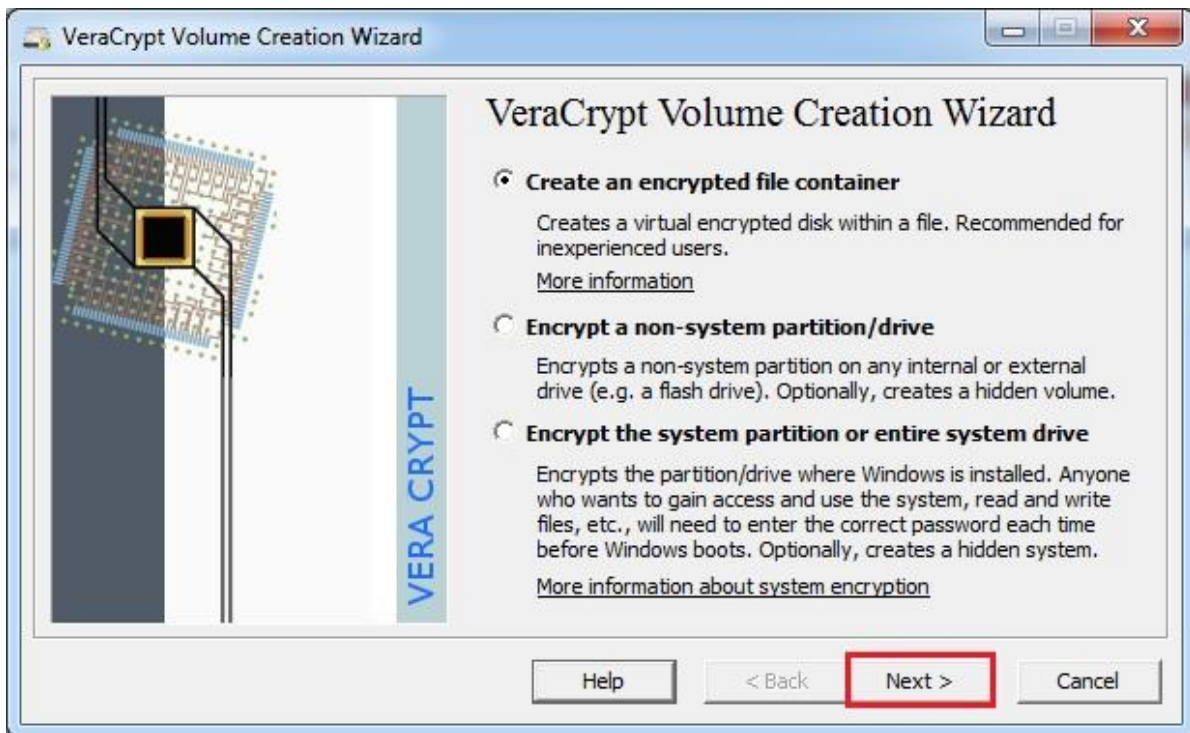 VeraCrypt Volume Creation Wizard
VeraCrypt Volume Creation Wizard
Create an encrypted file container
Creates a virtual encrypted disk within a file. Recommended for
inexperienced users.
More information
Encrypt a non-system partition/drive
Encrypts a non-system partition on any internal or external
drive (e.g. a flash drive). Optionally, creates a hidden volume.
Encrypt the system partition or entire system drive
Encrypts the partition/drive where Windows is installed. Anyone
who wants to gain access and use the system, read and write
files, etc., will need to enter the correct password each time
before Windows boots. Optionally, creates a hidden system.
More information about system encryption
VERA CRYPT
Help
< Back
Next >
Cancel